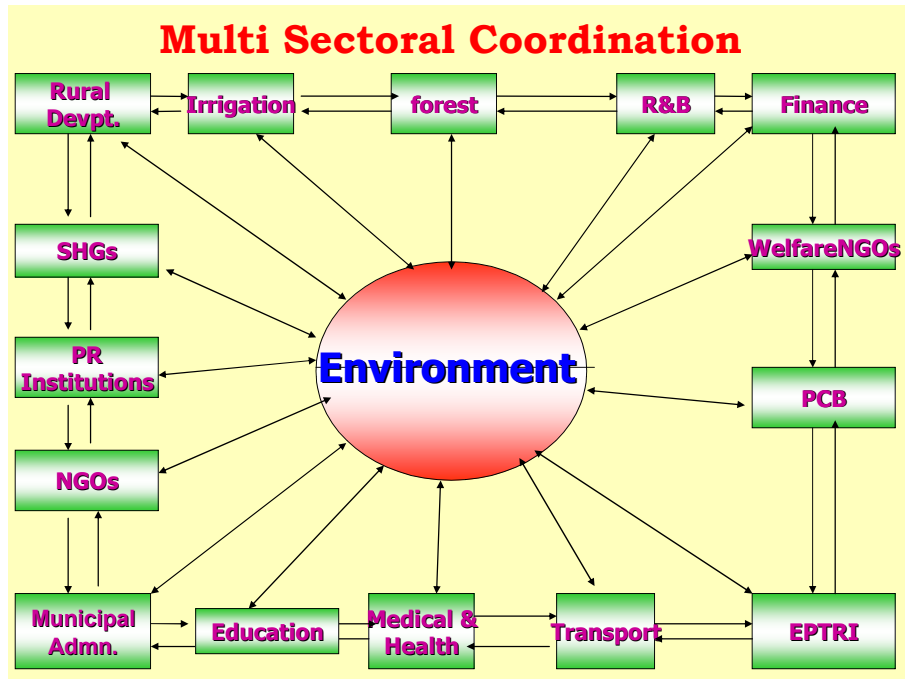 Multi Sectoral Coordination
Rural
Devpt.
Irrigation
forest
R&B
Finance
SHGs
WelfareNGOs
PR
Institutions
Environment
PCB
NGOs
Municipal
Admn.
Education
Medical &
Health
Transport
EPTRI